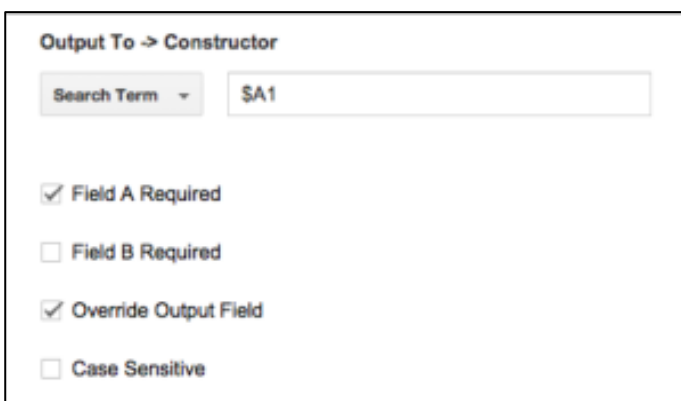 Output To -> Constructor
Search Term $A1
Field A Required
Field B Required
Override Output Field
Case Sensitive